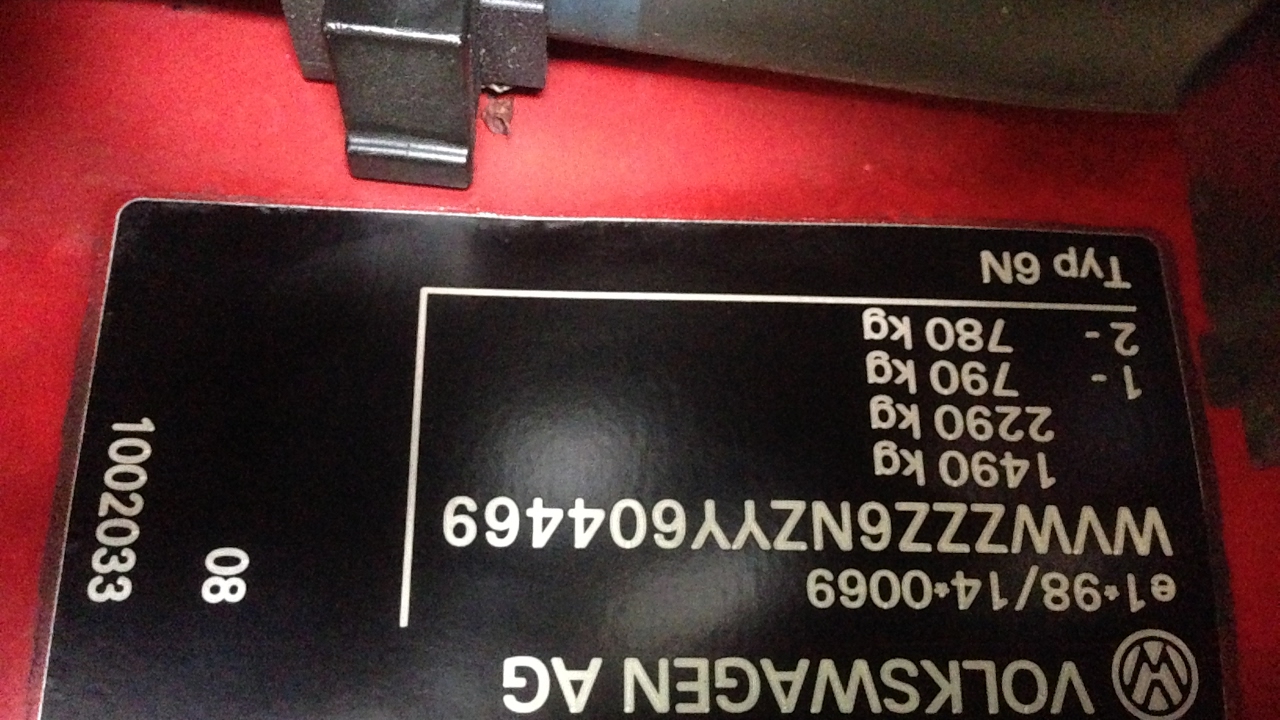 VOLKSWAGEN AG
e1*98/14*0069
WVWZZZ6NZYY604469
1490 kg
2290 kg
1 - 790 kg
2 - 780 kg
Typ 6N
08
1002033